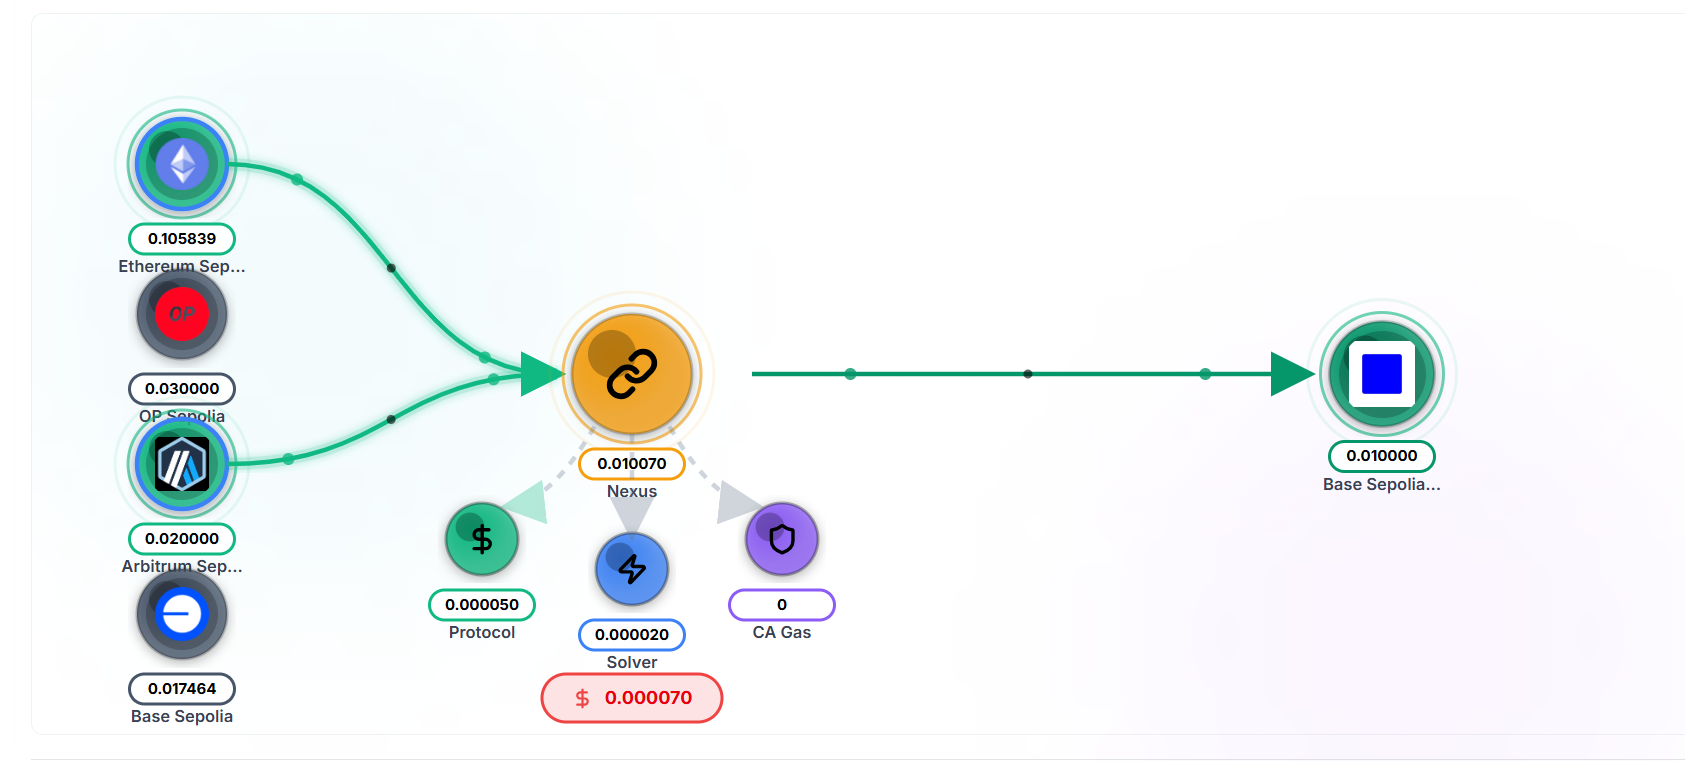 0.105839
Ethereum Sep...
OP
0.030000
OP Sepolia
0.020000
Arbitrum Sep...
0.017464
Base Sepolia
0.010070
Nexus
$
0.000050
Protocol
0.000020
Solver
0
CA Gas
$ 0.000070
0.010000
Base Sepolia...